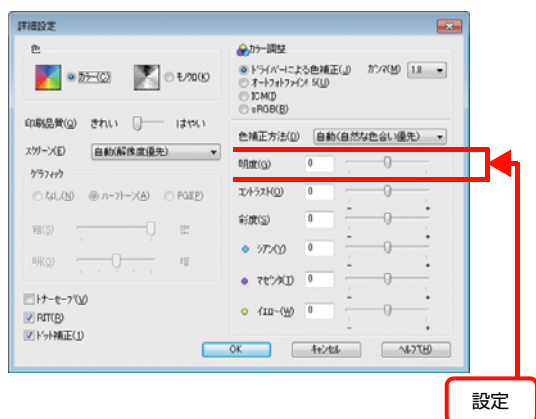 詳細設定
色
カラー(C)
モノクロ(K)
印刷品質(Q) きれい はやい
スクリーン(E) 自動(解像度優先)
グラフィック
なし(N) ハーフトーン(A) PGI(P)
粗(S) 密
明(G) 暗
トナーセーブ(V)
RIT(R)
ドット補正(1)
カラー調整
ドライバーによる色補正(J) ガンマ(M) 1.8
オートフォトファイン! 5(U)
ICM(I)
sRGB(B)
色補正方法(D) 自動(自然な色合い優先)
明度(g) 0
コントラスト(O) 0
- +
彩度(S) 0
- +
シアン(Y) 0
- +
マゼンタ(T) 0
- +
イエロー(W) 0
- +
OK キャンセル ヘルプ(H)
設定